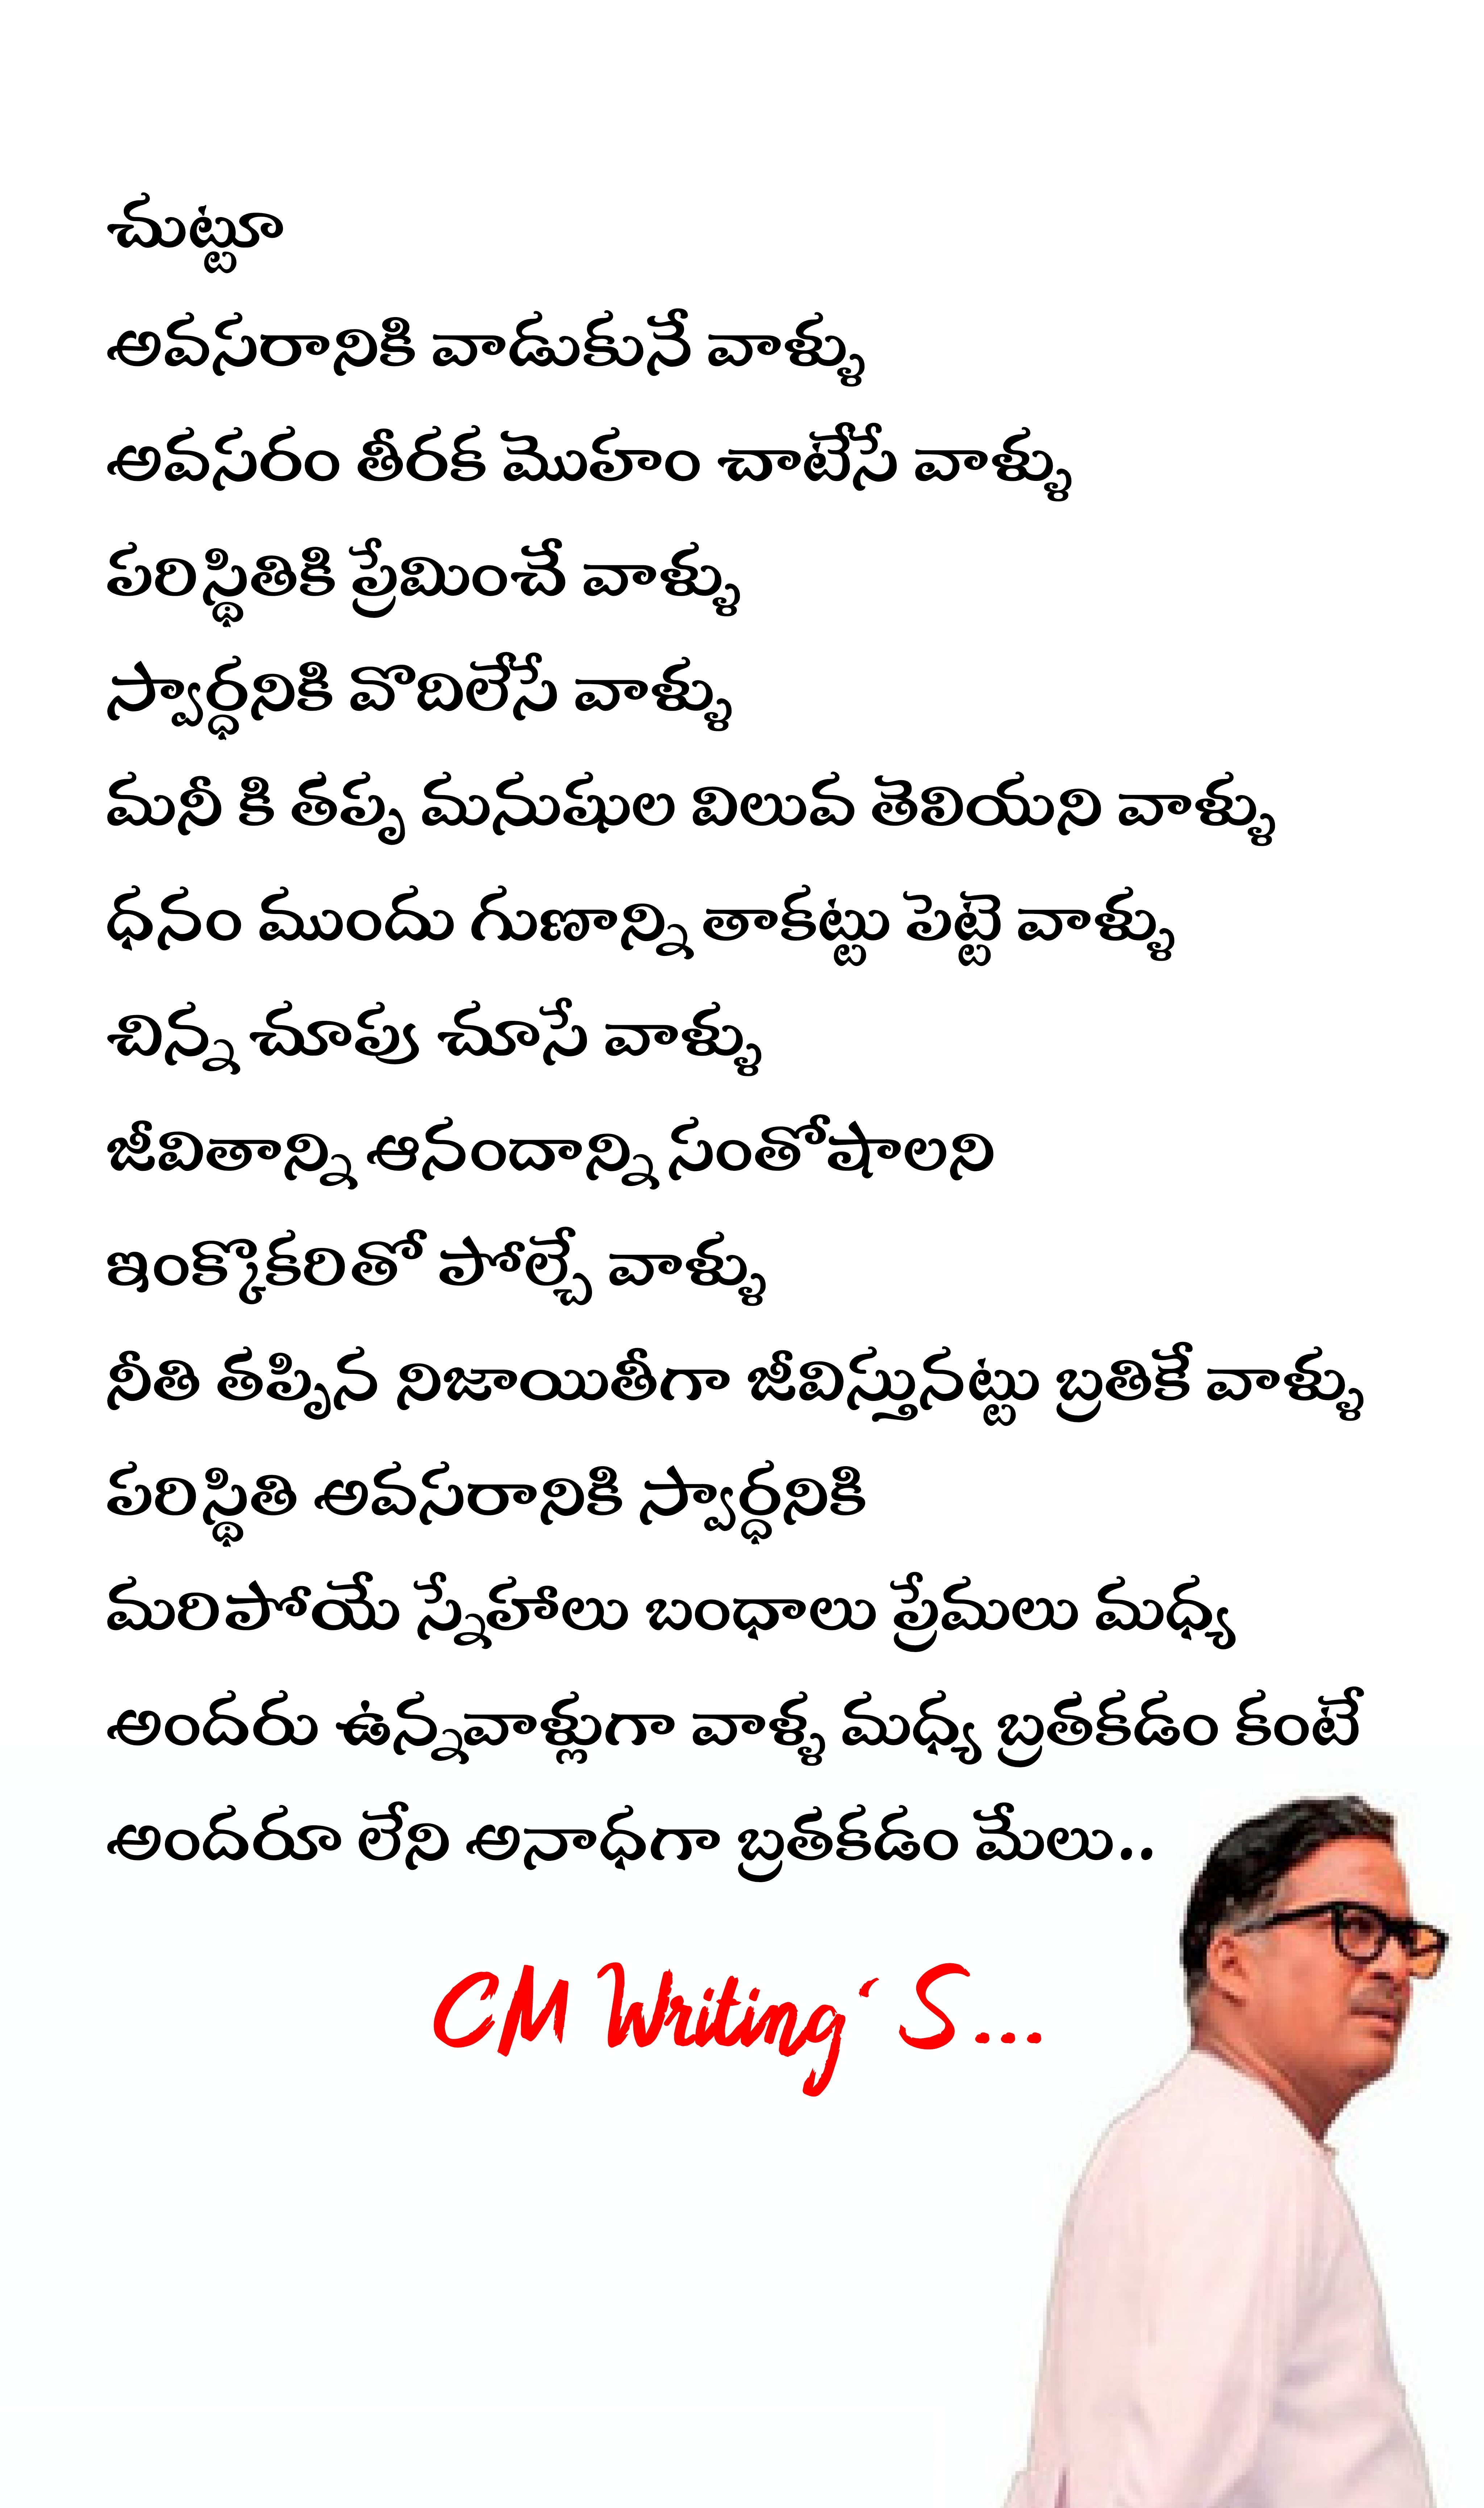 చుట్టూ
అవసరానికి వాడుకునే వాళ్ళు
అవసరం తీరక మొహం చాటేసే వాళ్ళు
పరిస్థితికి ప్రేమించే వాళ్ళు
స్వార్ధనికి వొదిలేసే వాళ్ళు
మనీ కి తప్ప మనుషుల విలువ తెలియని వాళ్ళు
ధనం ముందు గుణాన్ని తాకట్టు పెట్టె వాళ్ళు
చిన్న చూపు చూసే వాళ్ళు
జీవితాన్ని ఆనందాన్ని సంతోషాలని
ఇంక్కొకరితో పోల్చే వాళ్ళు
నీతి తప్పిన నిజాయితీగా జీవిస్తునట్టు బ్రతికే వాళ్ళు
పరిస్థితి అవసరానికి స్వార్ధనికి
మరిపోయే స్నేహాలు బంధాలు ప్రేమలు మధ్య
అందరు ఉన్నవాళ్లుగా వాళ్ళ మధ్య బ్రతకడం కంటే
అందరూ లేని అనాధగా బ్రతకడం మేలు..
CM Writing' S...